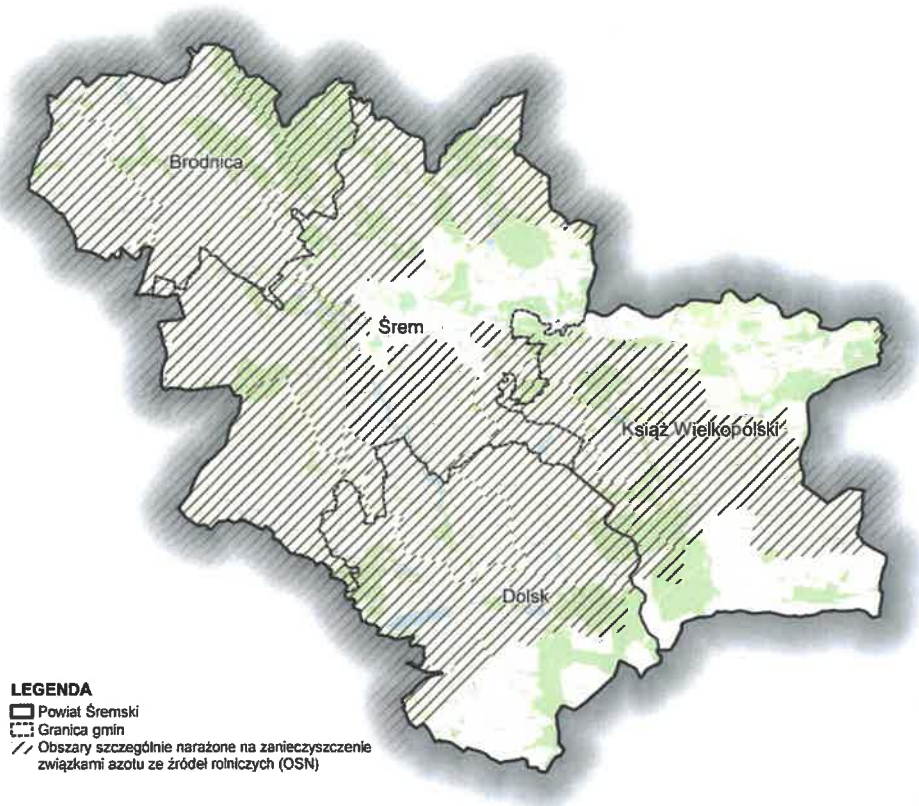 Brodnica
Śrem
Książ Wielkopolski
Dolsk
LEGENDA
Powiat Śremski
Granica gmin
Obszary szczególnie narażone na zanieczyszczenie
związkami azotu ze źródeł rolniczych (OSN)